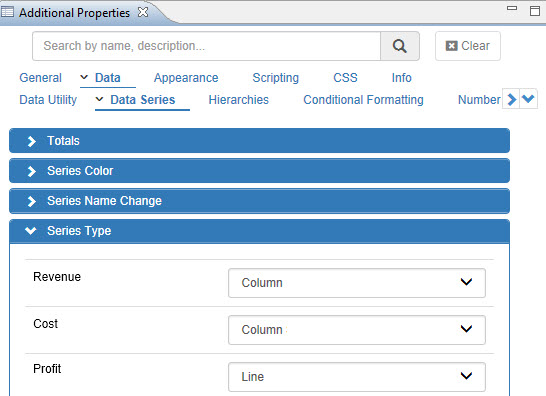 Additional Properties
Search by name, description... Clear
General Data Appearance Scripting CSS Info
Data Utility Data Series Hierarchies Conditional Formatting Number
Totals
Series Color
Series Name Change
Series Type
Revenue Column
Cost Column
Profit Line